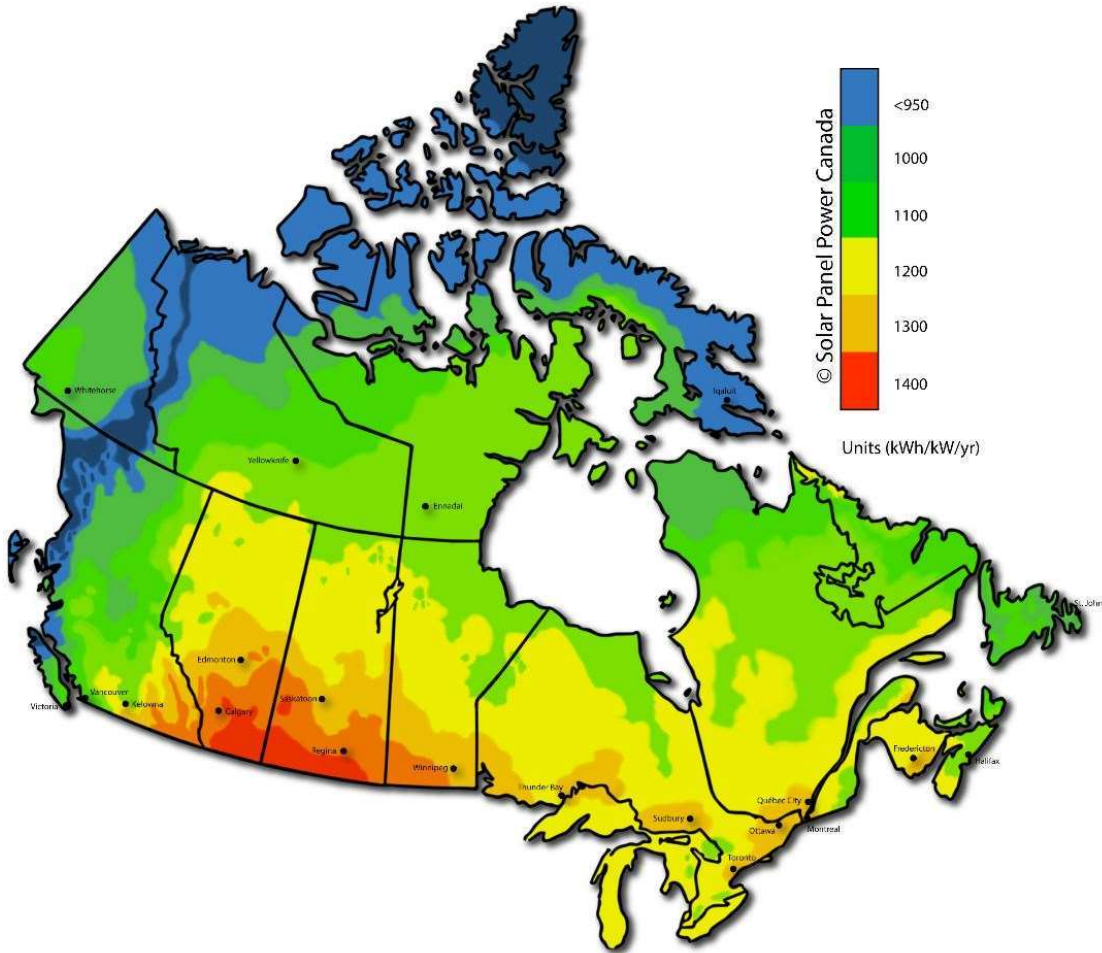 © Solar Panel Power Canada
<950
1000
1100
1200
1300
1400
Units (kWh/kW/yr)
Whitehorse
Iqaluit
Yellowknife
Ennadai
St. John
Edmonton
Saskatoon
Vancouver
Victoria
Kelowna
Calgary
Regina
Winnipeg
Thunder Bay
Sudbury
Québec City
Ottawa
Montreal
Toronto
Fredericton
Halifax